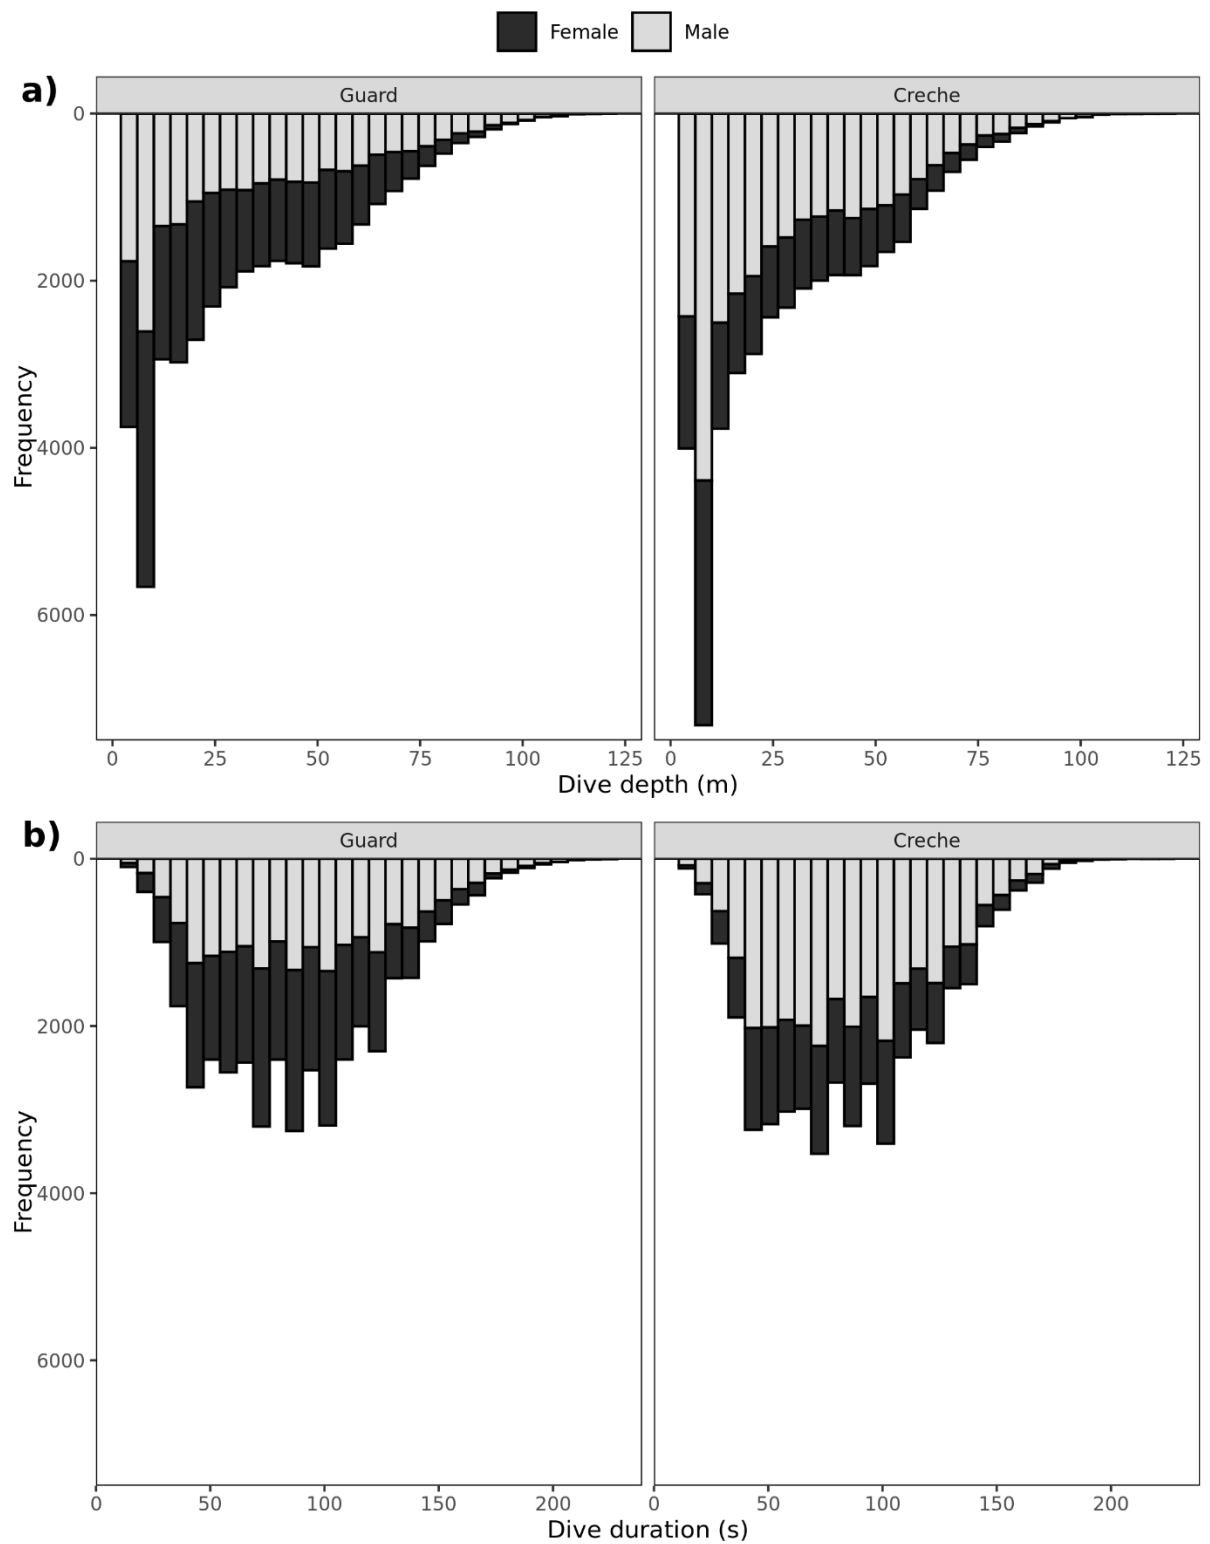 Female Male
a)
Guard Creche
0
2000
4000
6000
Frequency
0 25 50 75 100 125 0 25 50 75 100 125
Dive depth (m)
b)
Guard Creche
0
2000
4000
6000
Frequency
0 50 100 150 200 0 50 100 150 200
Dive duration (s)